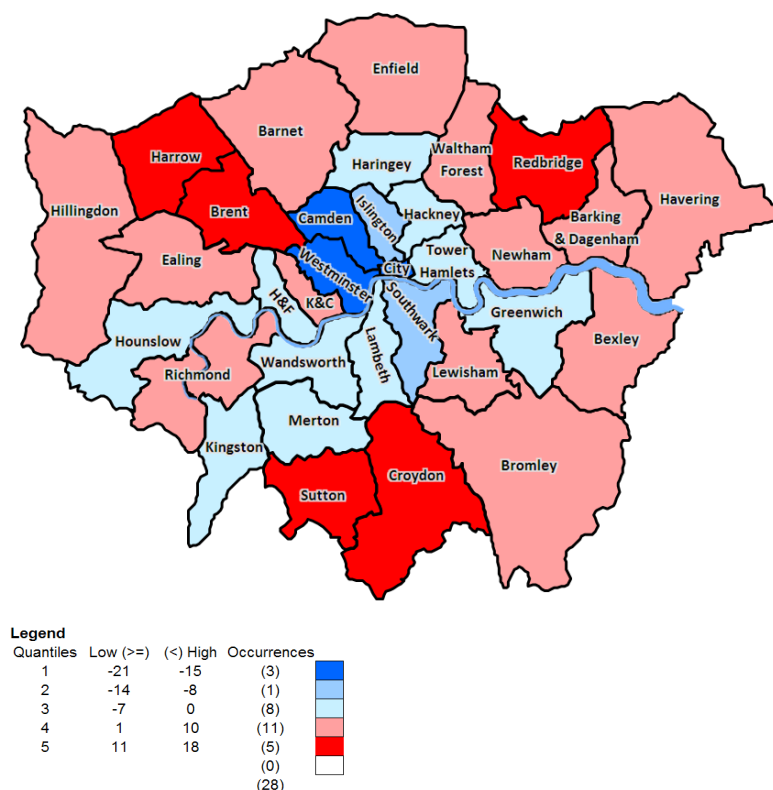 Enfield
Barnet
Harrow
Haringey
Waltham
Forest
Redbridge
Havering
Hillingdon
Brent
Camden
Islington
Hackney
Barking
& Dagenham
Ealing
Westminster
City
Tower
Hamlets
Newham
H&F
K&C
Southwark
Greenwich
Hounslow
Bexley
Richmond
Wandsworth
Lambeth
Lewisham
Merton
Kingston
Bromley
Sutton
Croydon
Legend
Quantiles Low (>=) (<) High Occurrences
1 -21 -15 (3)
2 -14 -8 (1)
3 -7 0 (8)
4 1 10 (11)
5 11 18 (5)
(0)
(28)